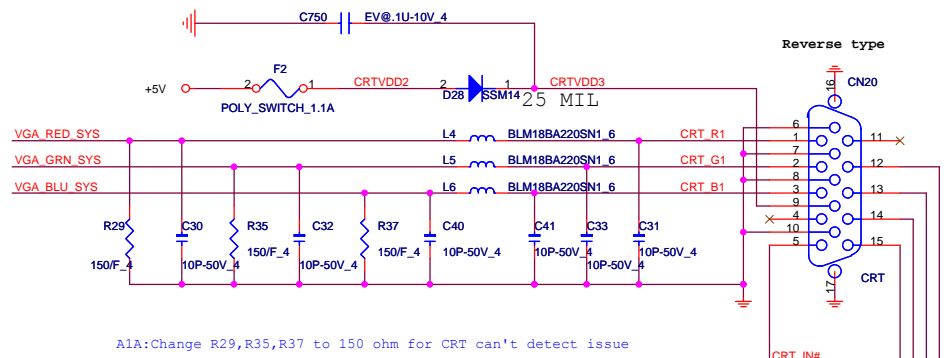 C750 EV@.1U-10V_4
Reverse type
F2
16
CN20
+5V 2 1 CRTVDD2 2 1 CRTVDD3
D28 SSM14
25 MIL
POLY_SWITCH_1.1A
6
VGA_RED_SYS L4 BLM18BA220SN1_6 CRT_R1 1 11
7
VGA_GRN_SYS L5 BLM18BA220SN1_6 CRT_G1 2 12
8
VGA_BLU_SYS L6 BLM18BA220SN1_6 CRT_B1 3 13
9
4 14
R29 C30 R35 C32 R37 C40 C41 C33 C31 10
5 15
150/F_4 10P-50V_4 150/F_4 10P-50V_4 150/F_4 10P-50V_4 10P-50V_4 10P-50V_4 10P-50V_4
17 CRT
A1A:Change R29,R35,R37 to 150 ohm for CRT can't detect issue
CRT_IN#